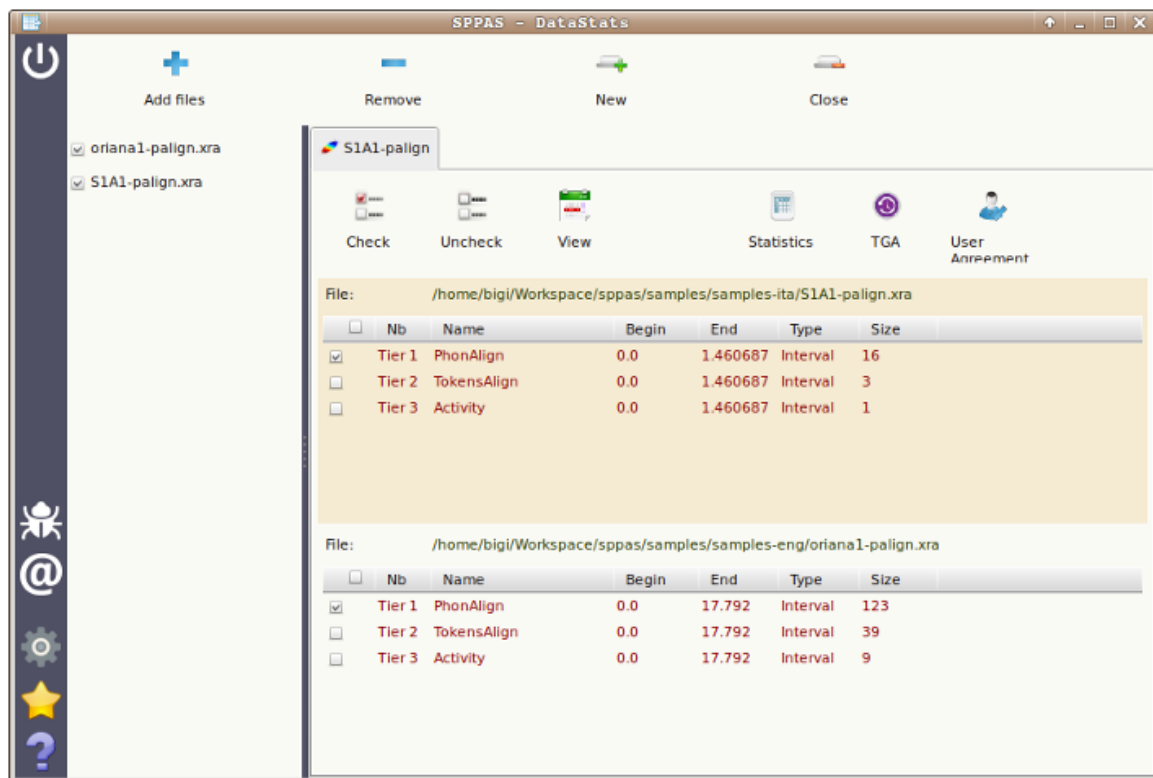 SPPAS - DataStats
Add files Remove New Close
oriana1-palign.xra
S1A1-palign.xra
S1A1-palign
Check Uncheck View Statistics TGA User Agreement
File: /home/bigi/Workspace/sppas/samples/samples-ita/S1A1-palign.xra
Nb Name Begin End Type Size
Tier 1 PhonAlign 0.0 1.460687 Interval 16
Tier 2 TokensAlign 0.0 1.460687 Interval 3
Tier 3 Activity 0.0 1.460687 Interval 1
File: /home/bigi/Workspace/sppas/samples/samples-eng/oriana1-palign.xra
Nb Name Begin End Type Size
Tier 1 PhonAlign 0.0 17.792 Interval 123
Tier 2 TokensAlign 0.0 17.792 Interval 39
Tier 3 Activity 0.0 17.792 Interval 9